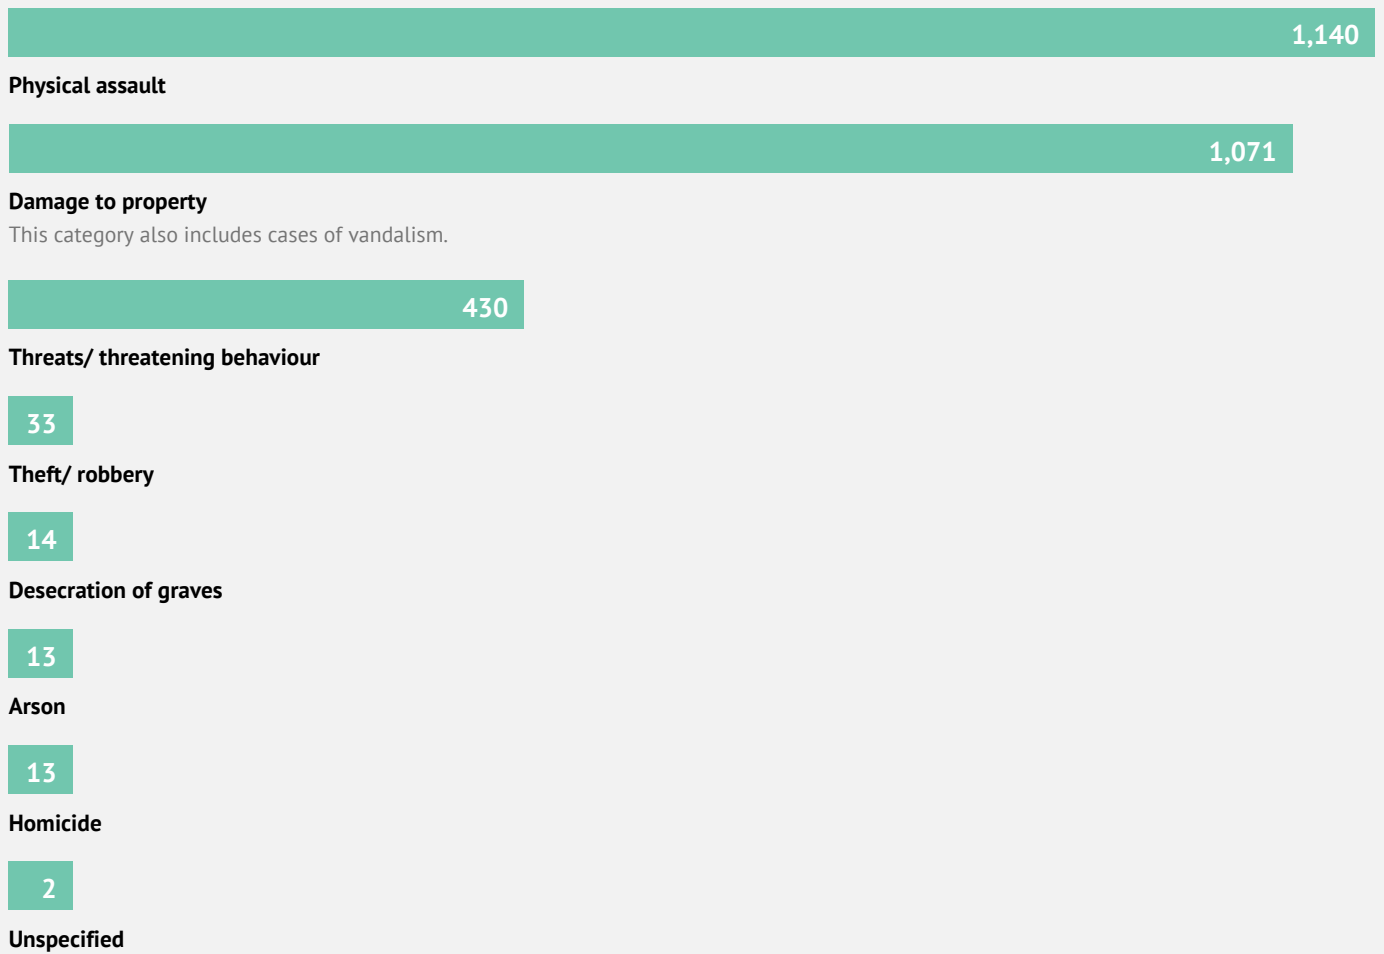 1,140
Physical assault
1,071
Damage to property
This category also includes cases of vandalism.
430
Threats/ threatening behaviour
33
Theft/ robbery
14
Desecration of graves
13
Arson
13
Homicide
2
Unspecified